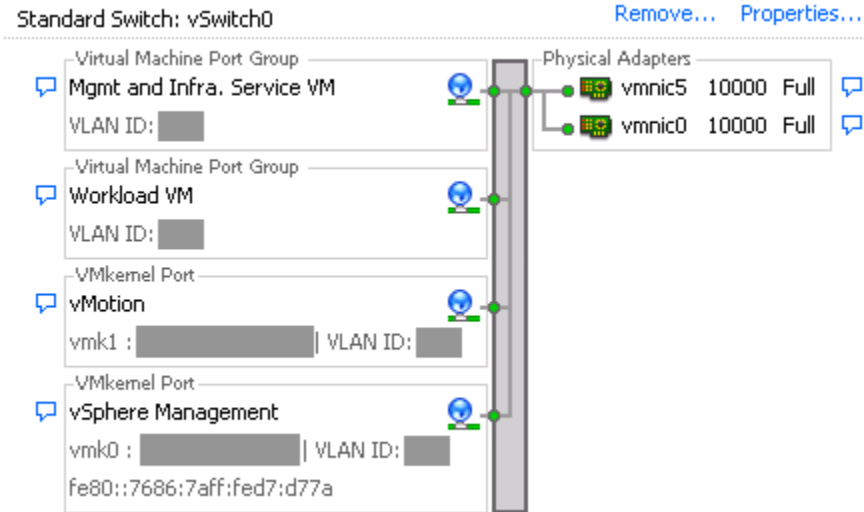 Standard Switch: vSwitch0 Remove... Properties...
Virtual Machine Port Group
Mgmt and Infra. Service VM
VLAN ID:
Physical Adapters
vmnic5 10000 Full
vmnic0 10000 Full
Virtual Machine Port Group
Workload VM
VLAN ID:
VMkernel Port
vMotion
vmk1 : | VLAN ID:
VMkernel Port
vSphere Management
vmk0 : | VLAN ID:
fe80::7686:7aff:fed7:d77a